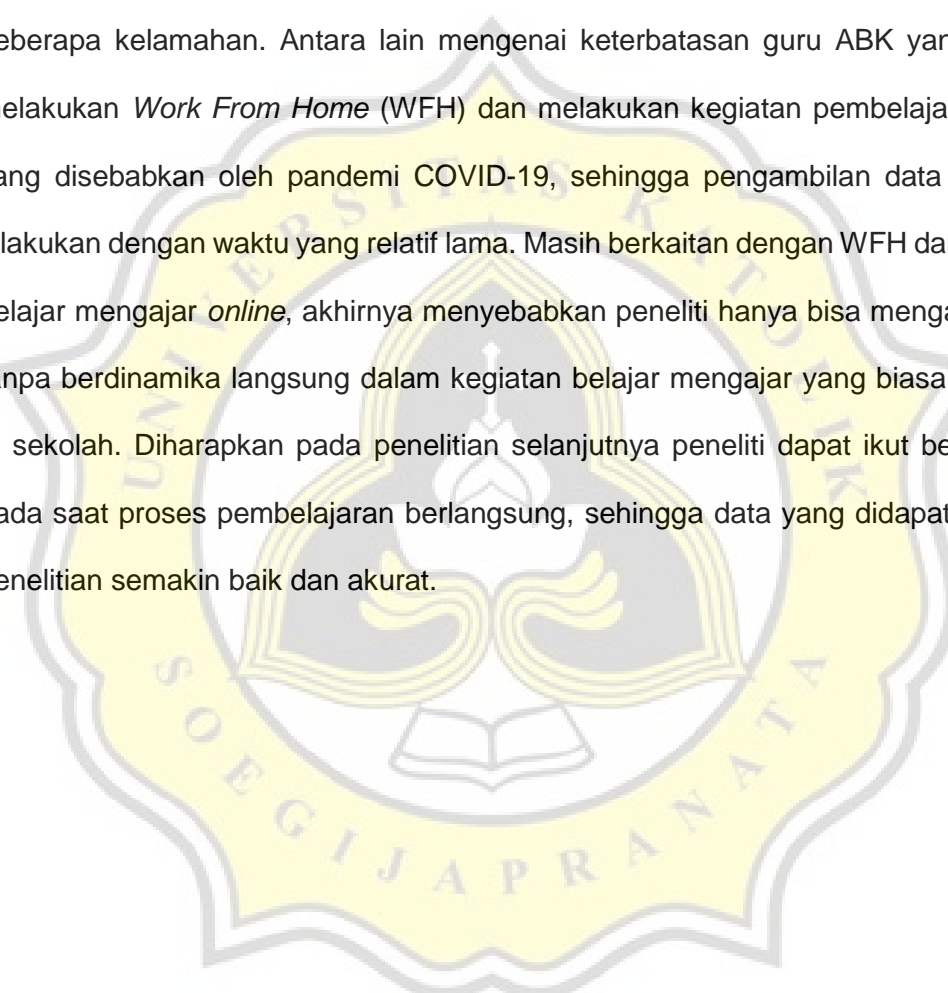 eberapa kelamahan. Antara lain mengenai keterbatasan guru ABK yan
nelakukan Work From Home (WFH) dan melakukan kegiatan pembelaja
ang disebabkan oleh pandemi COVID-19, sehingga pengambilan data
lakukan dengan waktu yang relatif lama. Masih berkaitan dengan WFH da
elajar mengajar online, akhirnya menyebabkan peneliti hanya bisa menga
anpa berdinamika langsung dalam kegiatan belajar mengajar yang biasa
sekolah. Diharapkan pada penelitian selanjutnya peneliti dapat ikut be
ada saat proses pembelajaran berlangsung, sehingga data yang didapat
enelitian semakin baik dan akurat.
UNIVERSITAS KATOLIK
SOEGIJAPRANATA